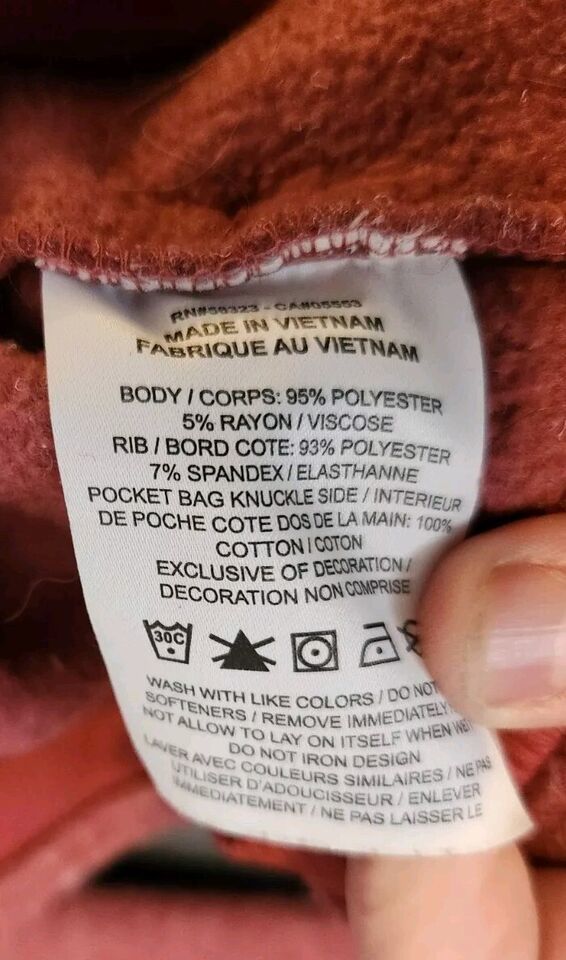 RN#58323 - CA#05553
MADE IN VIETNAM
FABRIQUE AU VIETNAM
BODY / CORPS: 95% POLYESTER
5% RAYON / VISCOSE
RIB / BORD COTE: 93% POLYESTER
7% SPANDEX / ELASTHANNE
POCKET BAG KNUCKLE SIDE / INTERIEUR
DE POCHE COTE DOS DE LA MAIN: 100%
COTTON / COTON
EXCLUSIVE OF DECORATION /
DECORATION NON COMPRISE
30C
WASH WITH LIKE COLORS / DO NOT
SOFTENERS / REMOVE IMMEDIATELY
NOT ALLOW TO LAY ON ITSELF WHEN WET
DO NOT IRON DESIGN
LAVER AVEC COULEURS SIMILAIRES / NE PAS
UTILISER D'ADOUCISSEUR / ENLEVER
IMMEDIATEMENT / NE PAS LAISSER LE